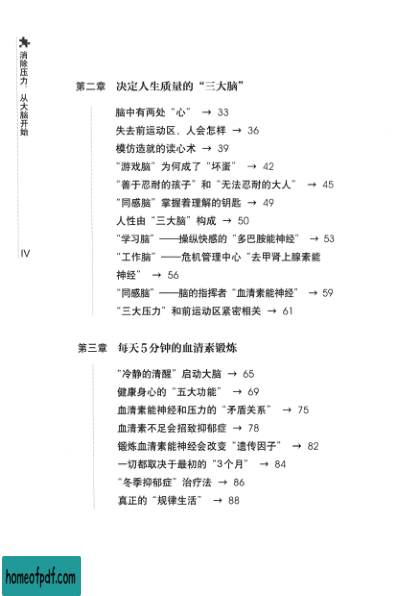 消除压力，从大脑开始
IV
第二章 决定人生质量的“三大脑”
脑中有两处“心” → 33
失去前运动区，人会怎样 → 36
模仿造就的读心术 → 39
“游戏脑”为何成了“坏蛋” → 42
“善于忍耐的孩子”和“无法忍耐的大人” → 45
“同感脑”掌握着理解的钥匙 → 49
人性由“三大脑”构成 → 50
“学习脑”——操纵快感的“多巴胺能神经” → 53
“工作脑”——危机管理中心“去甲肾上腺素能
神经” → 56
“同感脑”——脑的指挥者“血清素能神经” → 59
“三大压力”和前运动区紧密相关 → 61
第三章 每天5分钟的血清素锻炼
“冷静的清醒”启动大脑 → 65
健康身心的“五大功能” → 69
血清素能神经和压力的“矛盾关系” → 75
血清素不足会招致抑郁症 → 78
锻炼血清素能神经会改变“遗传因子” → 82
一切都取决于最初的“3个月” → 84
“冬季抑郁症”治疗法 → 86
真正的“规律生活” → 88
homeofpdf.com